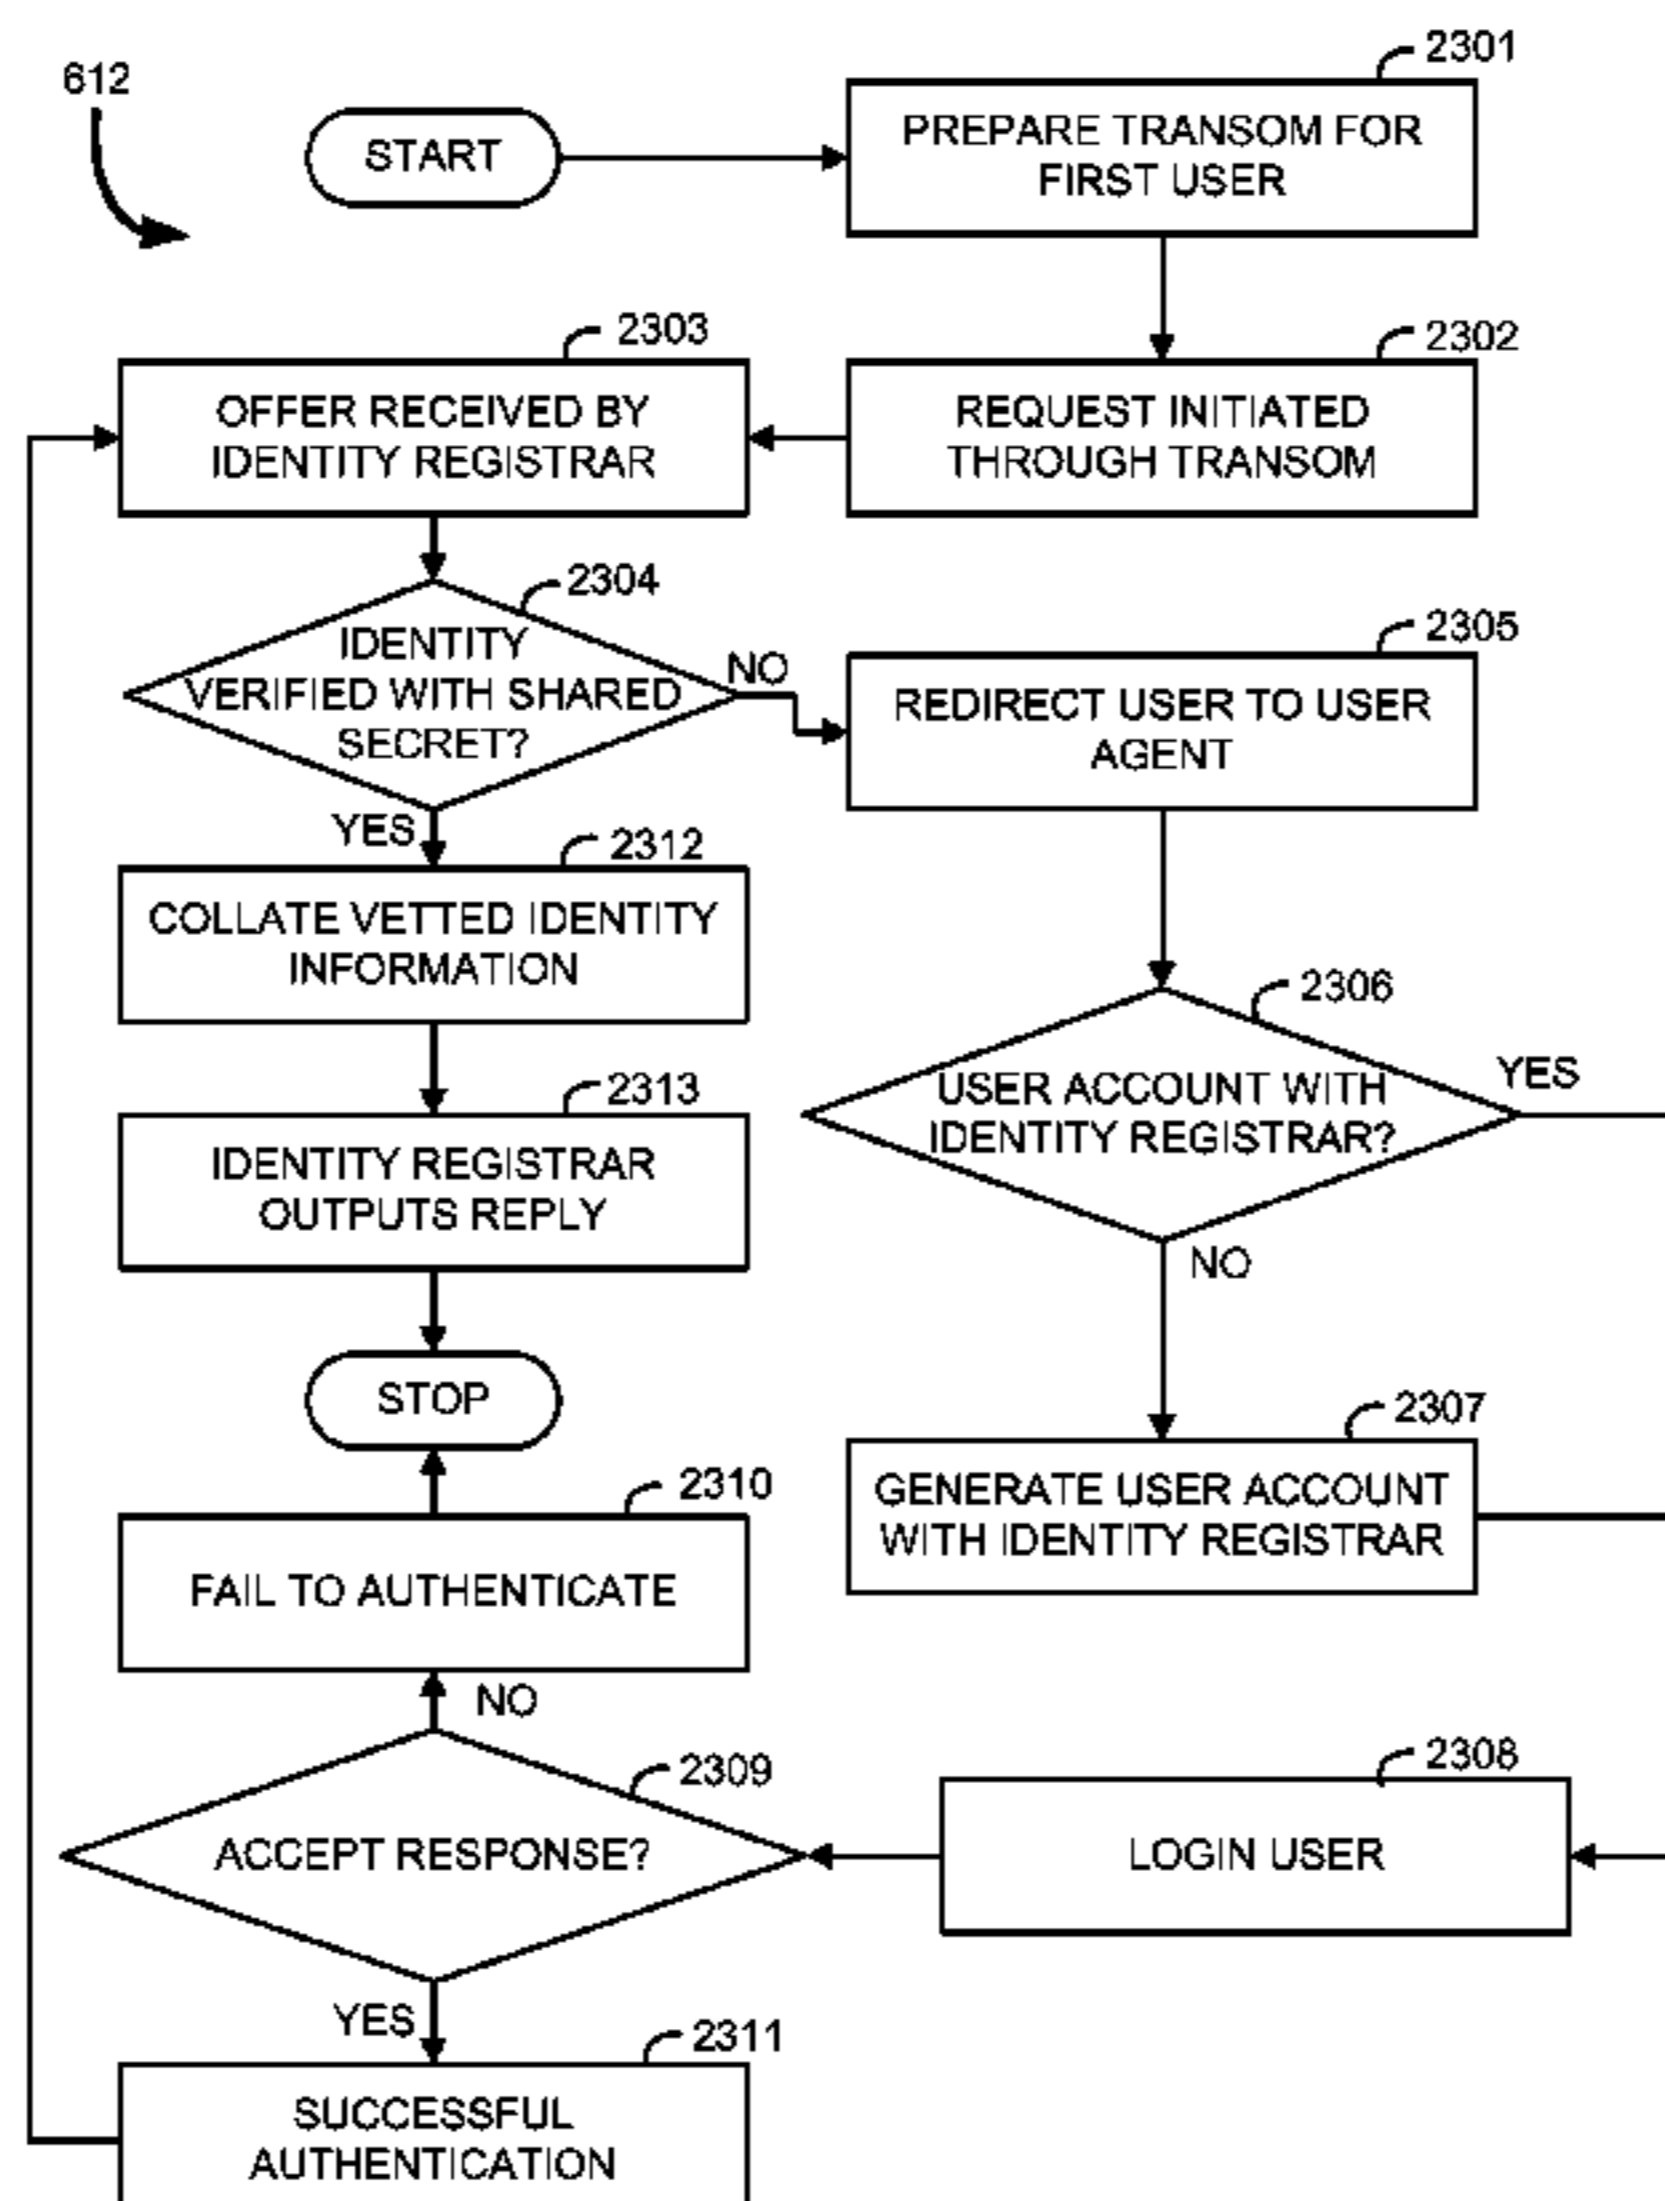 612
START
2301
PREPARE TRANSOM FOR
FIRST USER
2303
OFFER RECEIVED BY
IDENTITY REGISTRAR
2302
REQUEST INITIATED
THROUGH TRANSOM
2304
IDENTITY
VERIFIED WITH SHARED
SECRET?
NO
YES
2305
REDIRECT USER TO USER
AGENT
2312
COLLATE VETTED IDENTITY
INFORMATION
2306
USER ACCOUNT WITH
IDENTITY REGISTRAR?
YES
NO
2313
IDENTITY REGISTRAR
OUTPUTS REPLY
STOP
2307
GENERATE USER ACCOUNT
WITH IDENTITY REGISTRAR
2310
FAIL TO AUTHENTICATE
NO
2309
ACCEPT RESPONSE?
YES
2308
LOGIN USER
2311
SUCCESSFUL
AUTHENTICATION